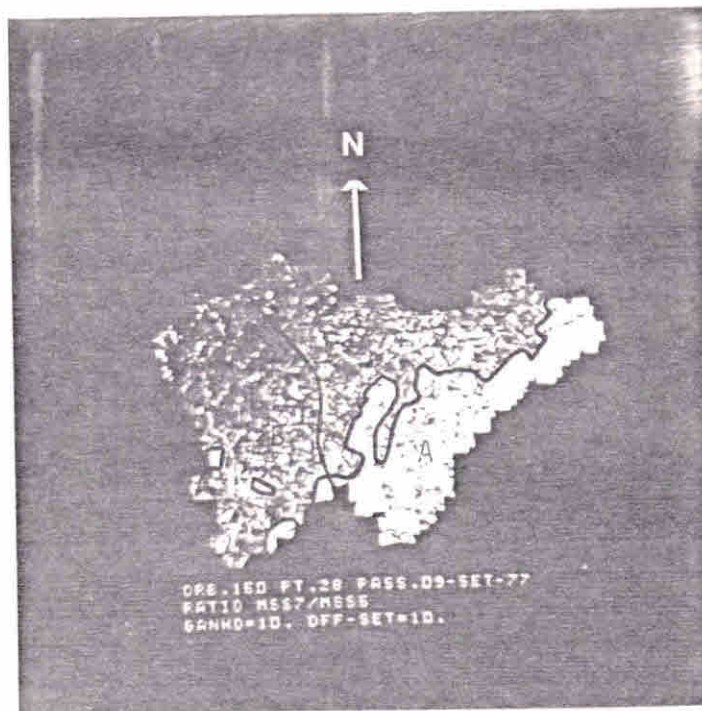 N
B
A
ORB.150 PT.28 PASS.09-SET-77
RATIO MSS7/MSS5
GANHO=10. OFF-SET=10.